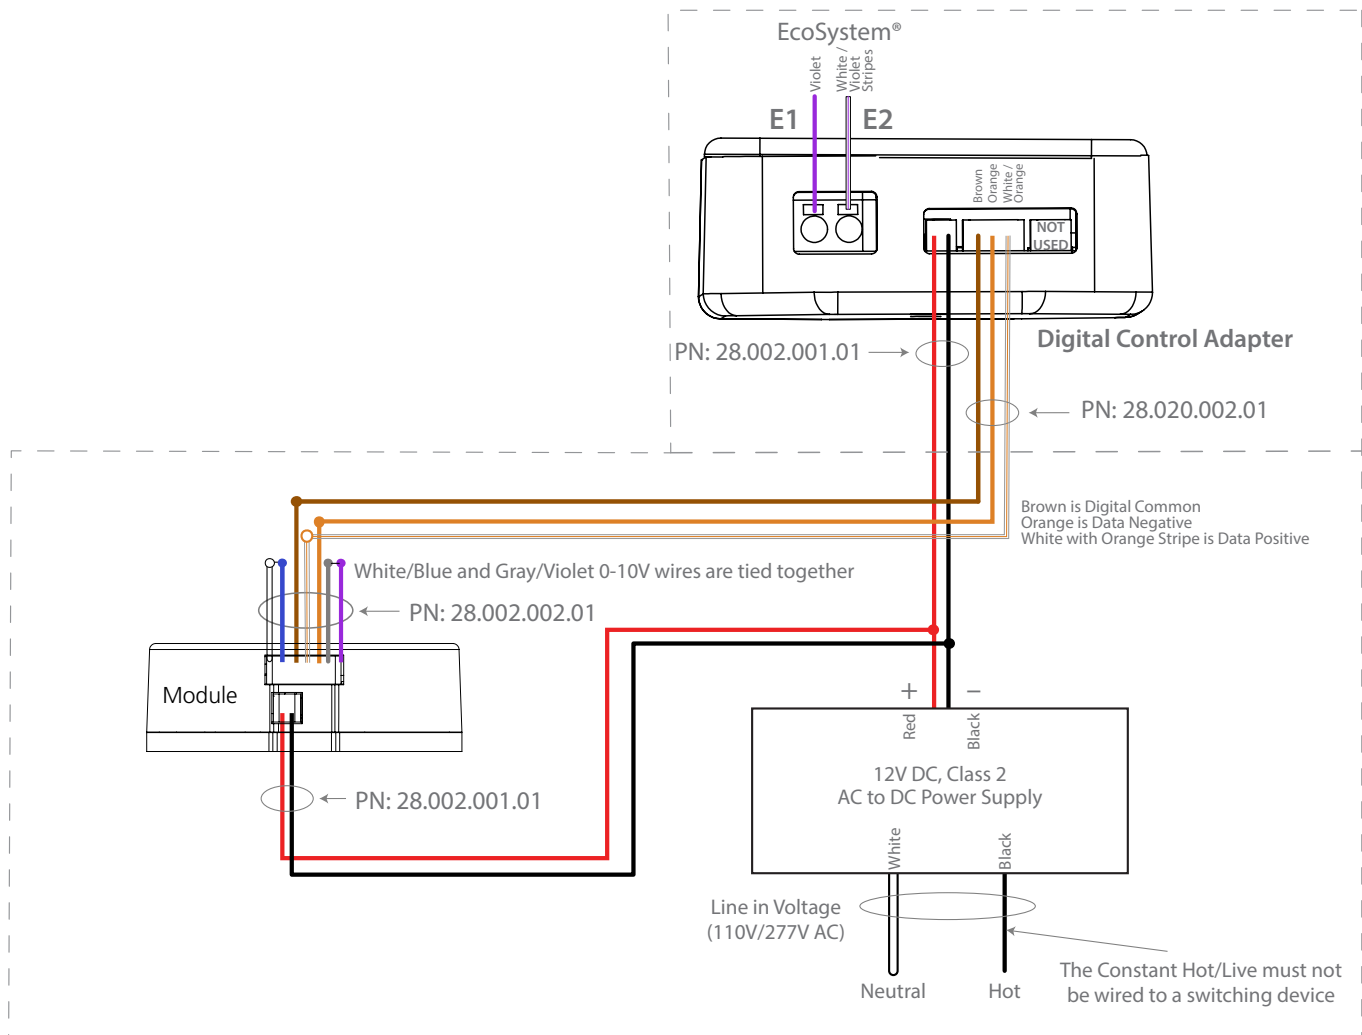 EcoSystem®
Violet
White /
Violet
Stripes
E1
E2
Brown
Orange
White /
Orange
NOT
USED
Digital Control Adapter
PN: 28.002.001.01
PN: 28.020.002.01
Brown is Digital Common
Orange is Data Negative
White with Orange Stripe is Data Positive
White/Blue and Gray/Violet 0-10V wires are tied together
PN: 28.002.002.01
Module
PN: 28.002.001.01
+
−
Red
Black
12V DC, Class 2
AC to DC Power Supply
White
Black
Line in Voltage
(110V/277V AC)
Neutral
Hot
The Constant Hot/Live must not
be wired to a switching device